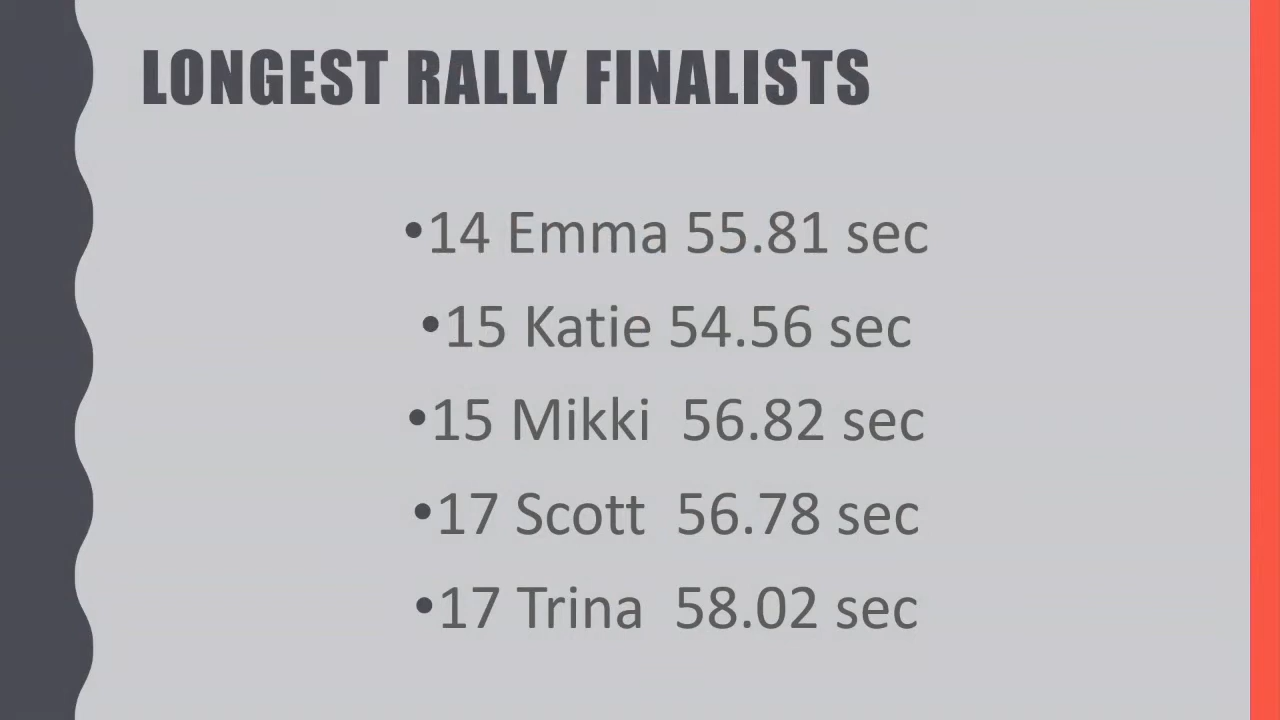 LONGEST RALLY FINALISTS
•14 Emma 55.81 sec
•15 Katie 54.56 sec
•15 Mikki  56.82 sec
•17 Scott  56.78 sec
•17 Trina  58.02 sec